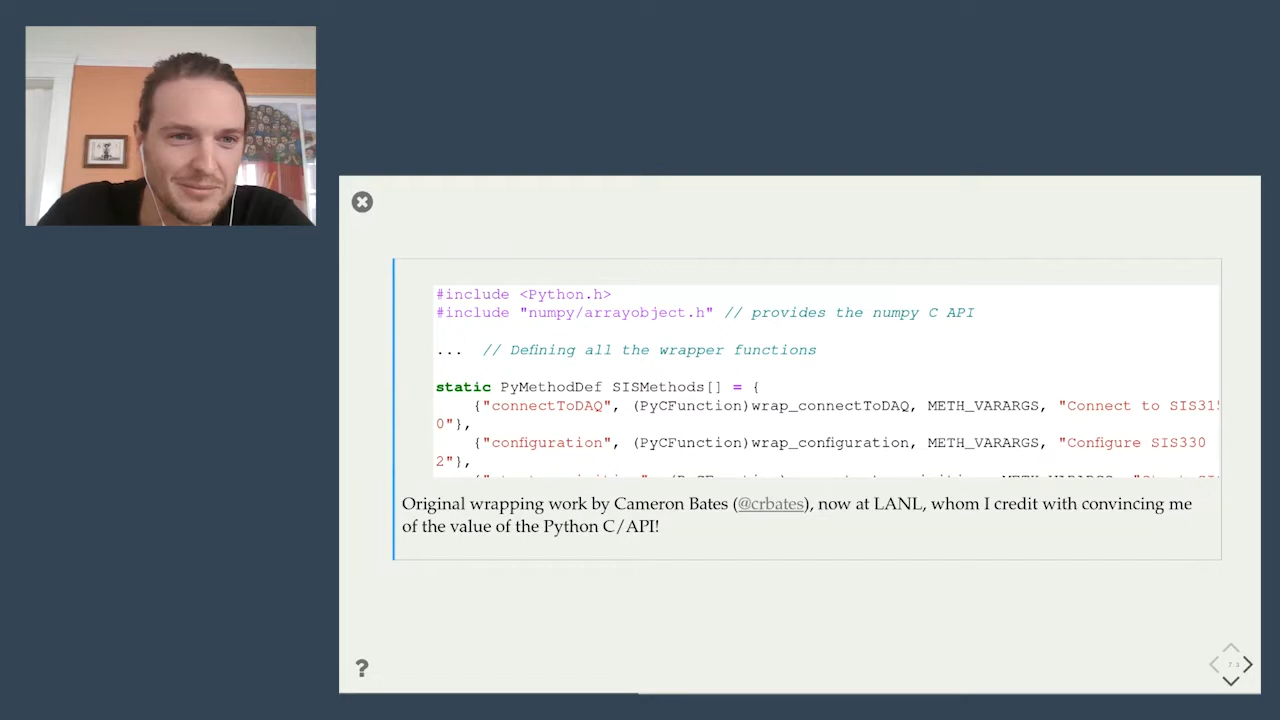 #include <Python.h>
#include "numpy/arrayobject.h" // provides the numpy C API
... // Defining all the wrapper functions
static PyMethodDef SISMethods[] = {
{"connectToDAQ", (PyCFunction)wrap_connectToDAQ, METH_VARARGS, "Connect to SIS315
0"},
{"configuration", (PyCFunction)wrap_configuration, METH_VARARGS, "Configure SIS330
2"},
Original wrapping work by Cameron Bates (@crbates), now at LANL, whom I credit with convincing me
of the value of the Python C/API!
?